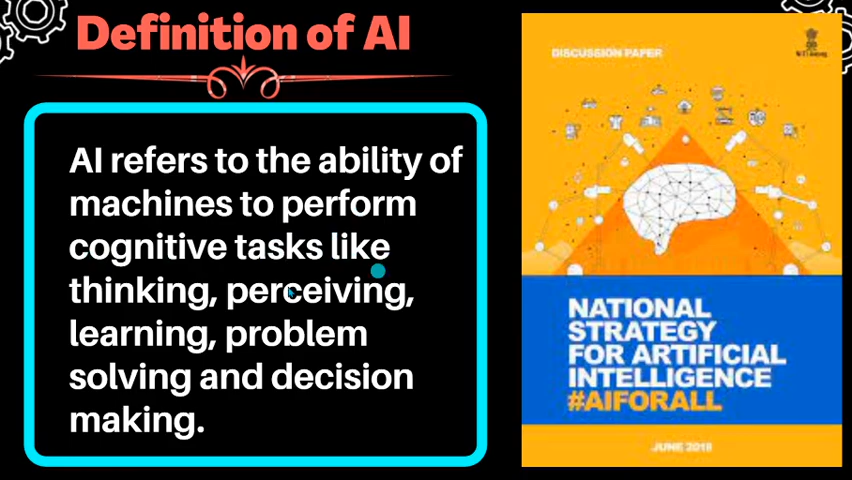 Definition of AI
AI refers to the ability of
machines to perform
cognitive tasks like
thinking, perceiving,
learning, problem
solving and decision
making.
DISCUSSION PAPER
NATIONAL
STRATEGY
FOR ARTIFICIAL
INTELLIGENCE
#AIFORALL
JUNE 2018